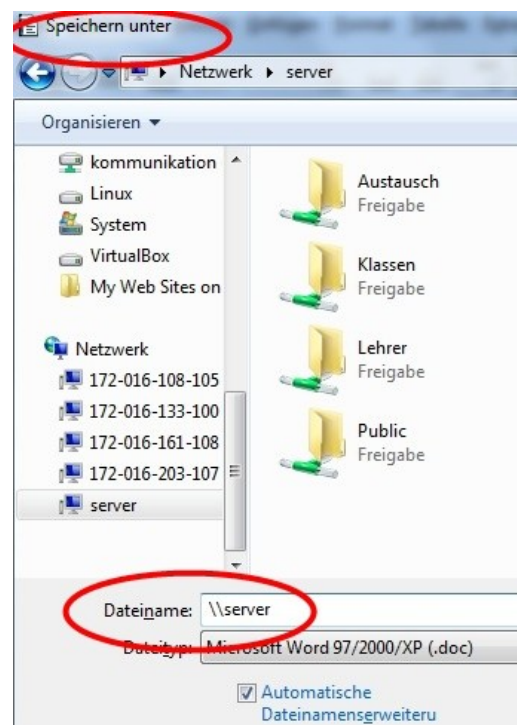 Speichern unter
Netzwerk ▸ server
Organisieren
kommunikation
Linux
System
VirtualBox
My Web Sites on
Netzwerk
172-016-108-105
172-016-133-100
172-016-161-108
172-016-203-107
server
Austausch
Freigabe
Klassen
Freigabe
Lehrer
Freigabe
Public
Freigabe
Dateiname: \\server
Dateityp: Microsoft Word 97/2000/XP (.doc)
Automatische
Dateinamenserweiteru